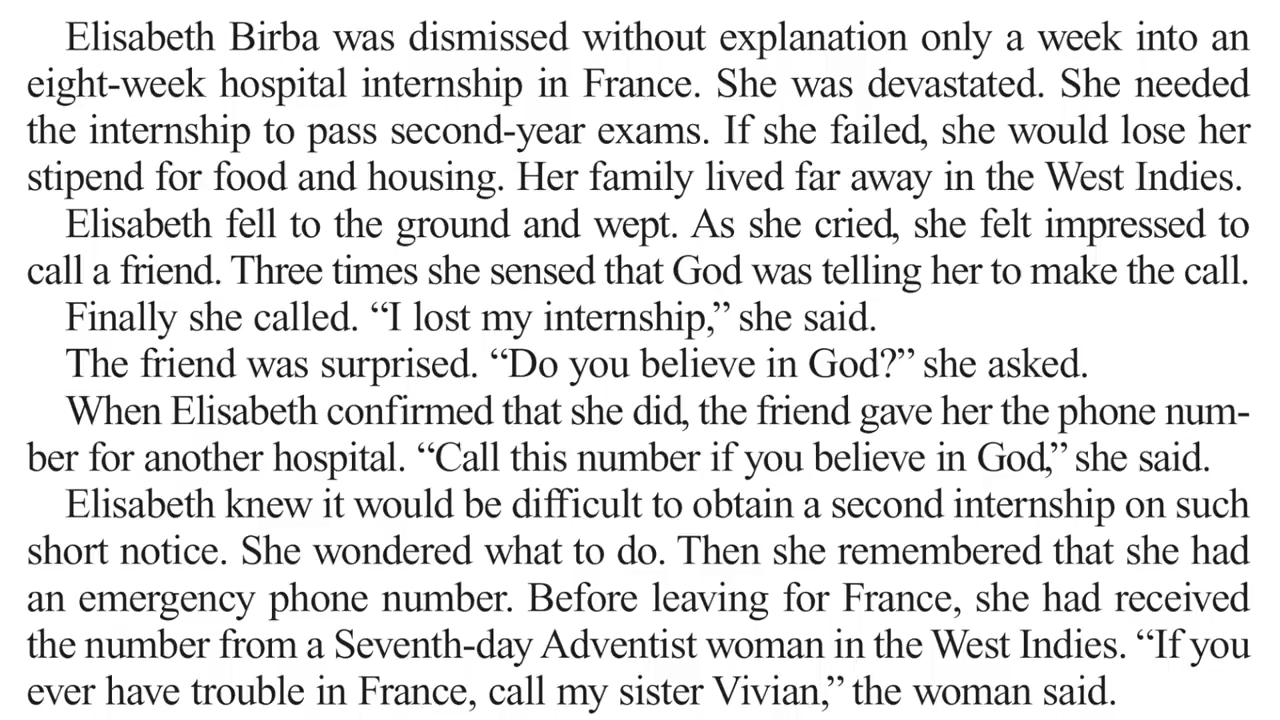 Elisabeth Birba was dismissed without explanation only a week into an
eight-week hospital internship in France. She was devastated. She needed
the internship to pass second-year exams. If she failed, she would lose her
stipend for food and housing. Her family lived far away in the West Indies.
Elisabeth fell to the ground and wept. As she cried, she felt impressed to
call a friend. Three times she sensed that God was telling her to make the call.
Finally she called. “I lost my internship,” she said.
The friend was surprised. “Do you believe in God?” she asked.
When Elisabeth confirmed that she did, the friend gave her the phone num-
ber for another hospital. “Call this number if you believe in God,” she said.
Elisabeth knew it would be difficult to obtain a second internship on such
short notice. She wondered what to do. Then she remembered that she had
an emergency phone number. Before leaving for France, she had received
the number from a Seventh-day Adventist woman in the West Indies. “If you
ever have trouble in France, call my sister Vivian,” the woman said.